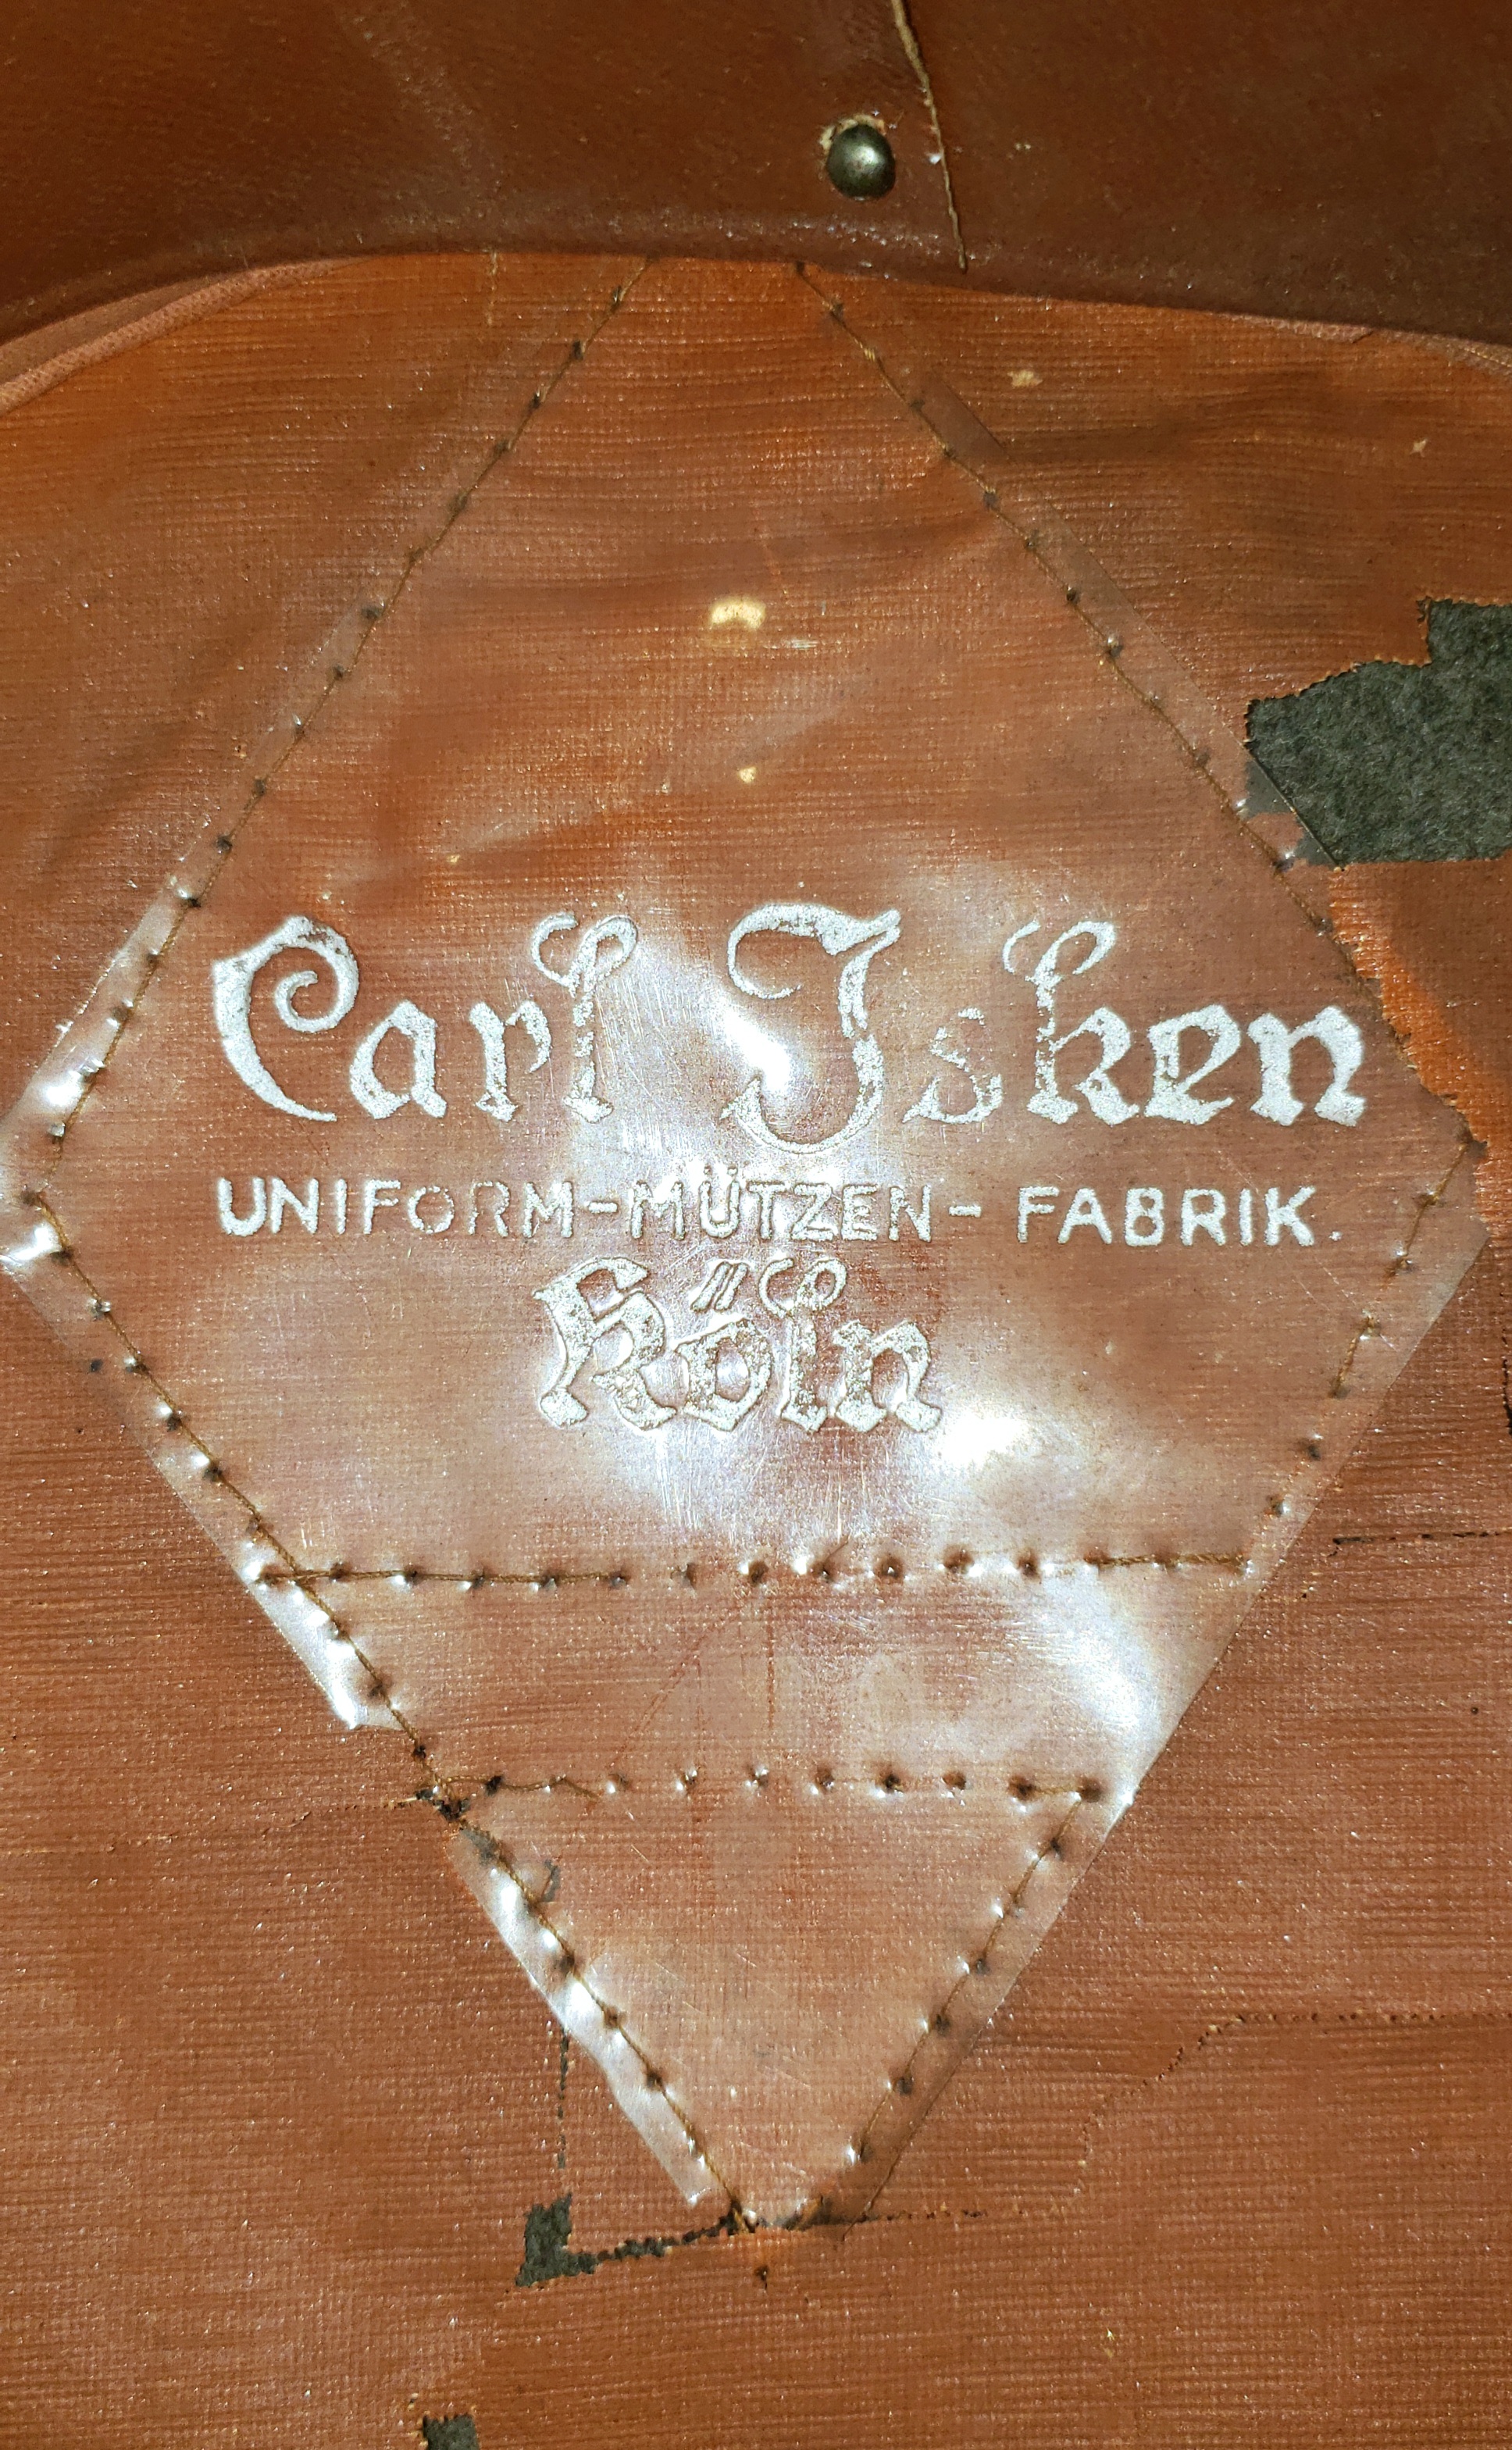 Carl Isken
UNIFORM-MÜTZEN-FABRIK.
Köln